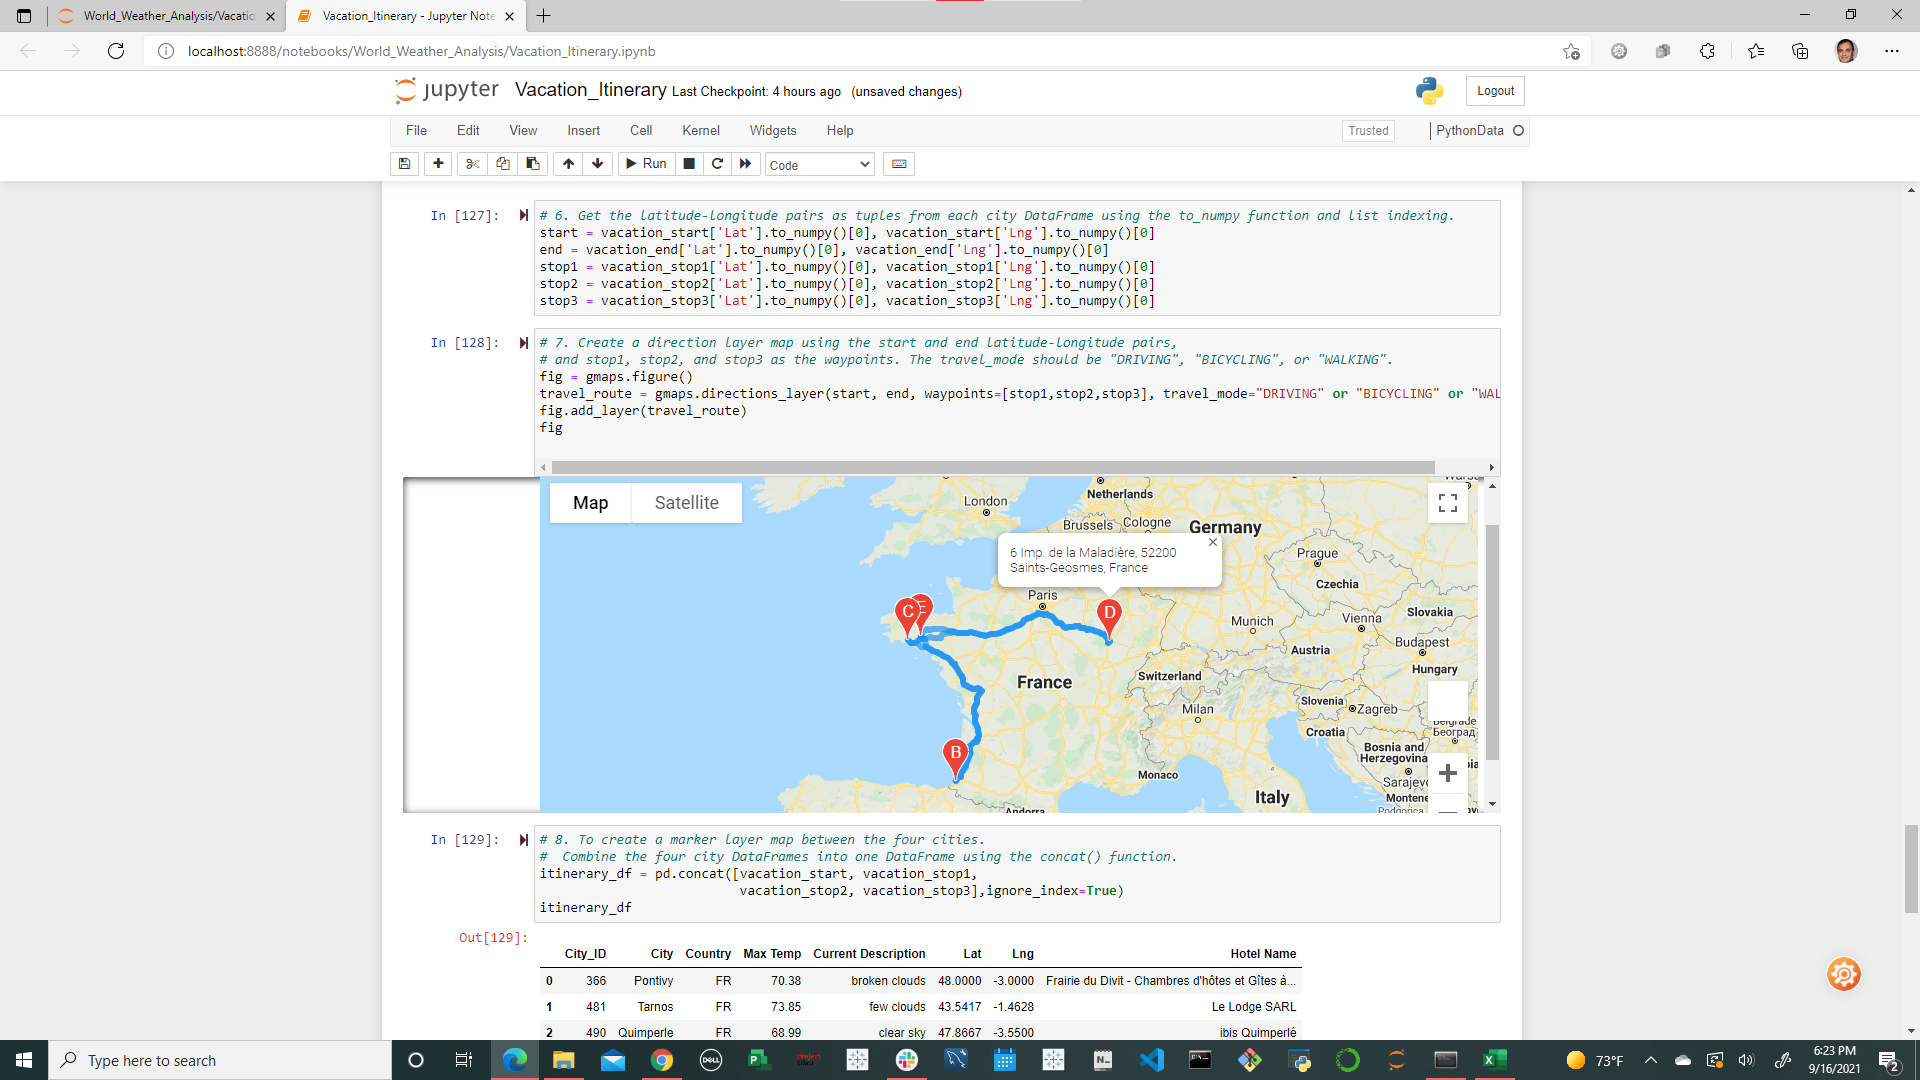 World_Weather_Analysis/Vacatio
Vacation_Itinerary - Jupyter Note
localhost:8888/notebooks/World_Weather_Analysis/Vacation_Itinerary.ipynb
jupyter Vacation_Itinerary Last Checkpoint: 4 hours ago (unsaved changes)
Logout
File Edit View Insert Cell Kernel Widgets Help
Trusted
PythonData
Run
Code
In [127]:
# 6. Get the latitude-longitude pairs as tuples from each city DataFrame using the to_numpy function and list indexing.
start = vacation_start['Lat'].to_numpy()[0], vacation_start['Lng'].to_numpy()[0]
end = vacation_end['Lat'].to_numpy()[0], vacation_end['Lng'].to_numpy()[0]
stop1 = vacation_stop1['Lat'].to_numpy()[0], vacation_stop1['Lng'].to_numpy()[0]
stop2 = vacation_stop2['Lat'].to_numpy()[0], vacation_stop2['Lng'].to_numpy()[0]
stop3 = vacation_stop3['Lat'].to_numpy()[0], vacation_stop3['Lng'].to_numpy()[0]
In [128]:
# 7. Create a direction layer map using the start and end latitude-longitude pairs,
# and stop1, stop2, and stop3 as the waypoints. The travel_mode should be "DRIVING", "BICYCLING", or "WALKING".
fig = gmaps.figure()
travel_route = gmaps.directions_layer(start, end, waypoints=[stop1,stop2,stop3], travel_mode="DRIVING" or "BICYCLING" or "WAL
fig.add_layer(travel_route)
fig
Map Satellite
London
Netherlands
Brussels
Cologne
Germany
6 Imp. de la Maladière, 52200
Saints-Geosmes, France
Prague
Czechia
Paris
C
E
D
Slovakia
Munich
Vienna
Budapest
Austria
Hungary
France
Switzerland
Slovenia
Zagreb
Milan
Belgrade
Београд
Croatia
B
Bosnia and
Herzegovina
Monaco
Sarajevo
Italy
Montene
Podgorica
Andorra
In [129]:
# 8. To create a marker layer map between the four cities.
#  Combine the four city DataFrames into one DataFrame using the concat() function.
itinerary_df = pd.concat([vacation_start, vacation_stop1,
vacation_stop2, vacation_stop3],ignore_index=True)
itinerary_df
Out[129]:
City_ID City Country Max Temp Current Description Lat Lng Hotel Name
0 366 Pontivy FR 70.38 broken clouds 48.0000 -3.0000 Frairie du Divit - Chambres d'hôtes et Gîtes à...
1 481 Tarnos FR 73.85 few clouds 43.5417 -1.4628 Le Lodge SARL
2 490 Quimperle FR 68.99 clear sky 47.8667 -3.5500 ibis Quimperlé
Type here to search
DELL
73°F
6:23 PM
9/16/2021
2